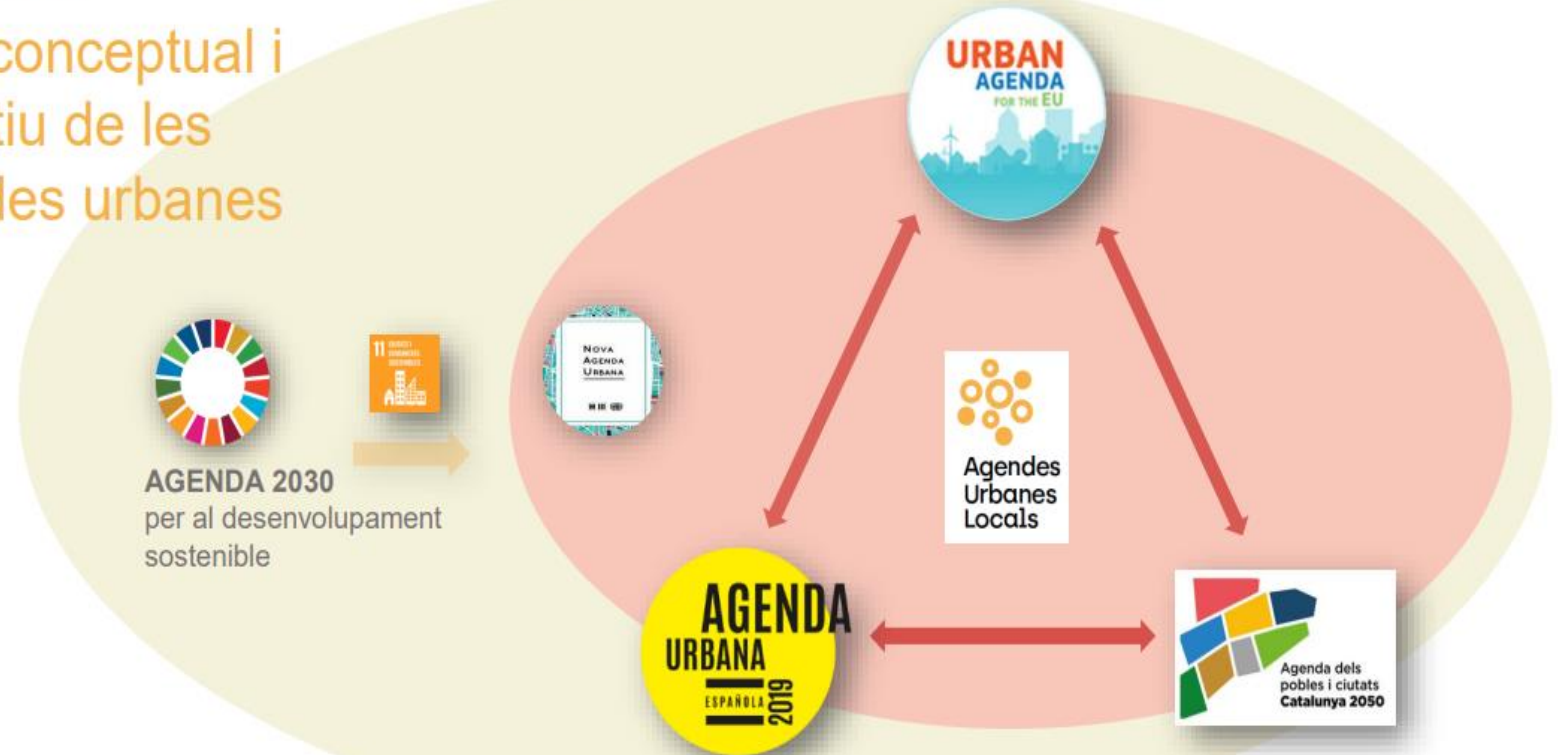 conceptual i
tiu de les
des urbanes
URBAN
AGENDA
FOR THE EU
11
NOVA
AGENDA
URBANA
AGENDA 2030
per al desenvolupament
sostenible
Agendes
Urbanes
Locals
AGENDA
URBANA
ESPAÑOLA
2019
Agenda dels
pobles i ciutats
Catalunya 2050